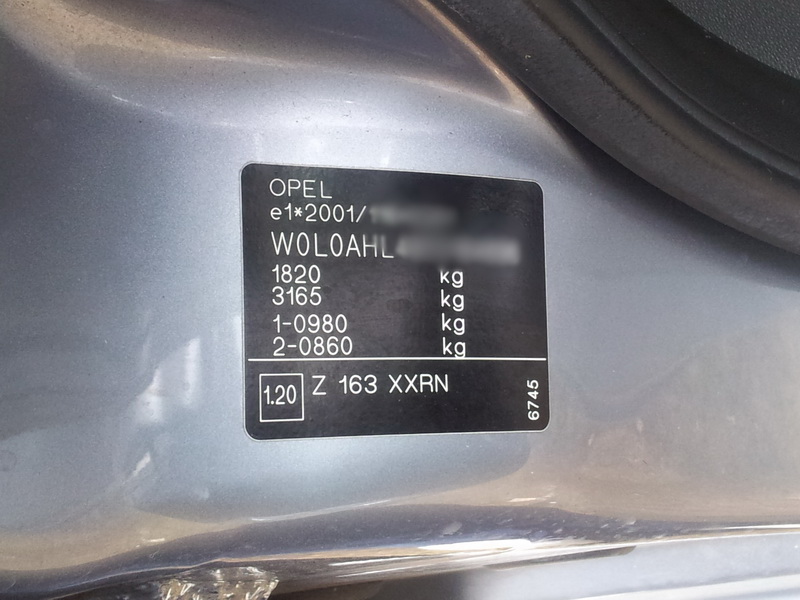 OPEL
e1*2001/
W0L0AHL
1820 kg
3165 kg
1-0980 kg
2-0860 kg
1.20 Z 163 XXRN
6745